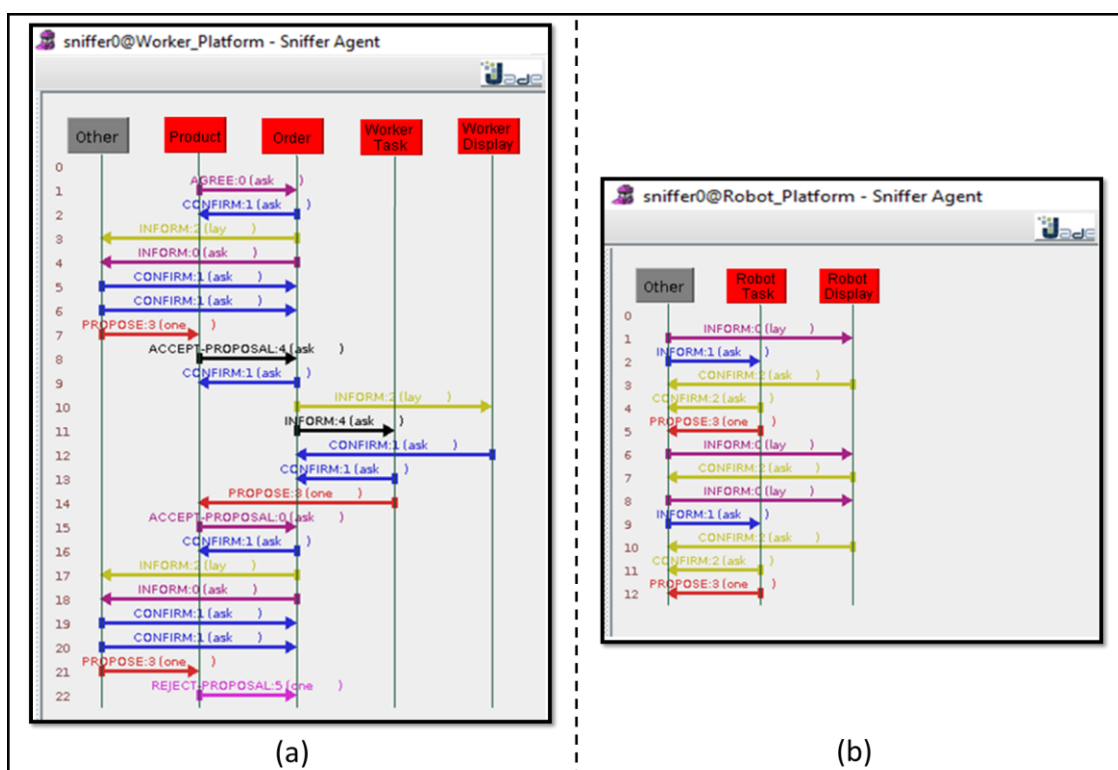 sniffer0@Worker_Platform - Sniffer Agent
Jade
Other Product Order Worker Task Worker Display
0
1 AGREE:0 (ask )
2 CONFIRM:1 (ask )
3 INFORM:2 (lay )
4 INFORM:0 (ask )
5 CONFIRM:1 (ask )
6 CONFIRM:1 (ask )
7 PROPOSE:3 (one )
8 ACCEPT-PROPOSAL:4 (ask )
9 CONFIRM:1 (ask )
10 INFORM:2 (lay )
11 INFORM:4 (ask )
12 CONFIRM:1 (ask )
13 CONFIRM:1 (ask )
14 PROPOSE:3 (one )
15 ACCEPT-PROPOSAL:0 (ask )
16 CONFIRM:1 (ask )
17 INFORM:2 (lay )
18 INFORM:0 (ask )
19 CONFIRM:1 (ask )
20 CONFIRM:1 (ask )
21 PROPOSE:3 (one )
22 REJECT-PROPOSAL:5 (one )
(a)
sniffer0@Robot_Platform - Sniffer Agent
Jade
Other Robot Task Robot Display
0
1 INFORM:0 (lay )
2 INFORM:1 (ask )
3 CONFIRM:2 (ask )
4 CONFIRM:2 (ask )
5 PROPOSE:3 (one )
6 INFORM:0 (lay )
7 CONFIRM:2 (ask )
8 INFORM:0 (lay )
9 INFORM:1 (ask )
10 CONFIRM:2 (ask )
11 CONFIRM:2 (ask )
12 PROPOSE:3 (one )
(b)